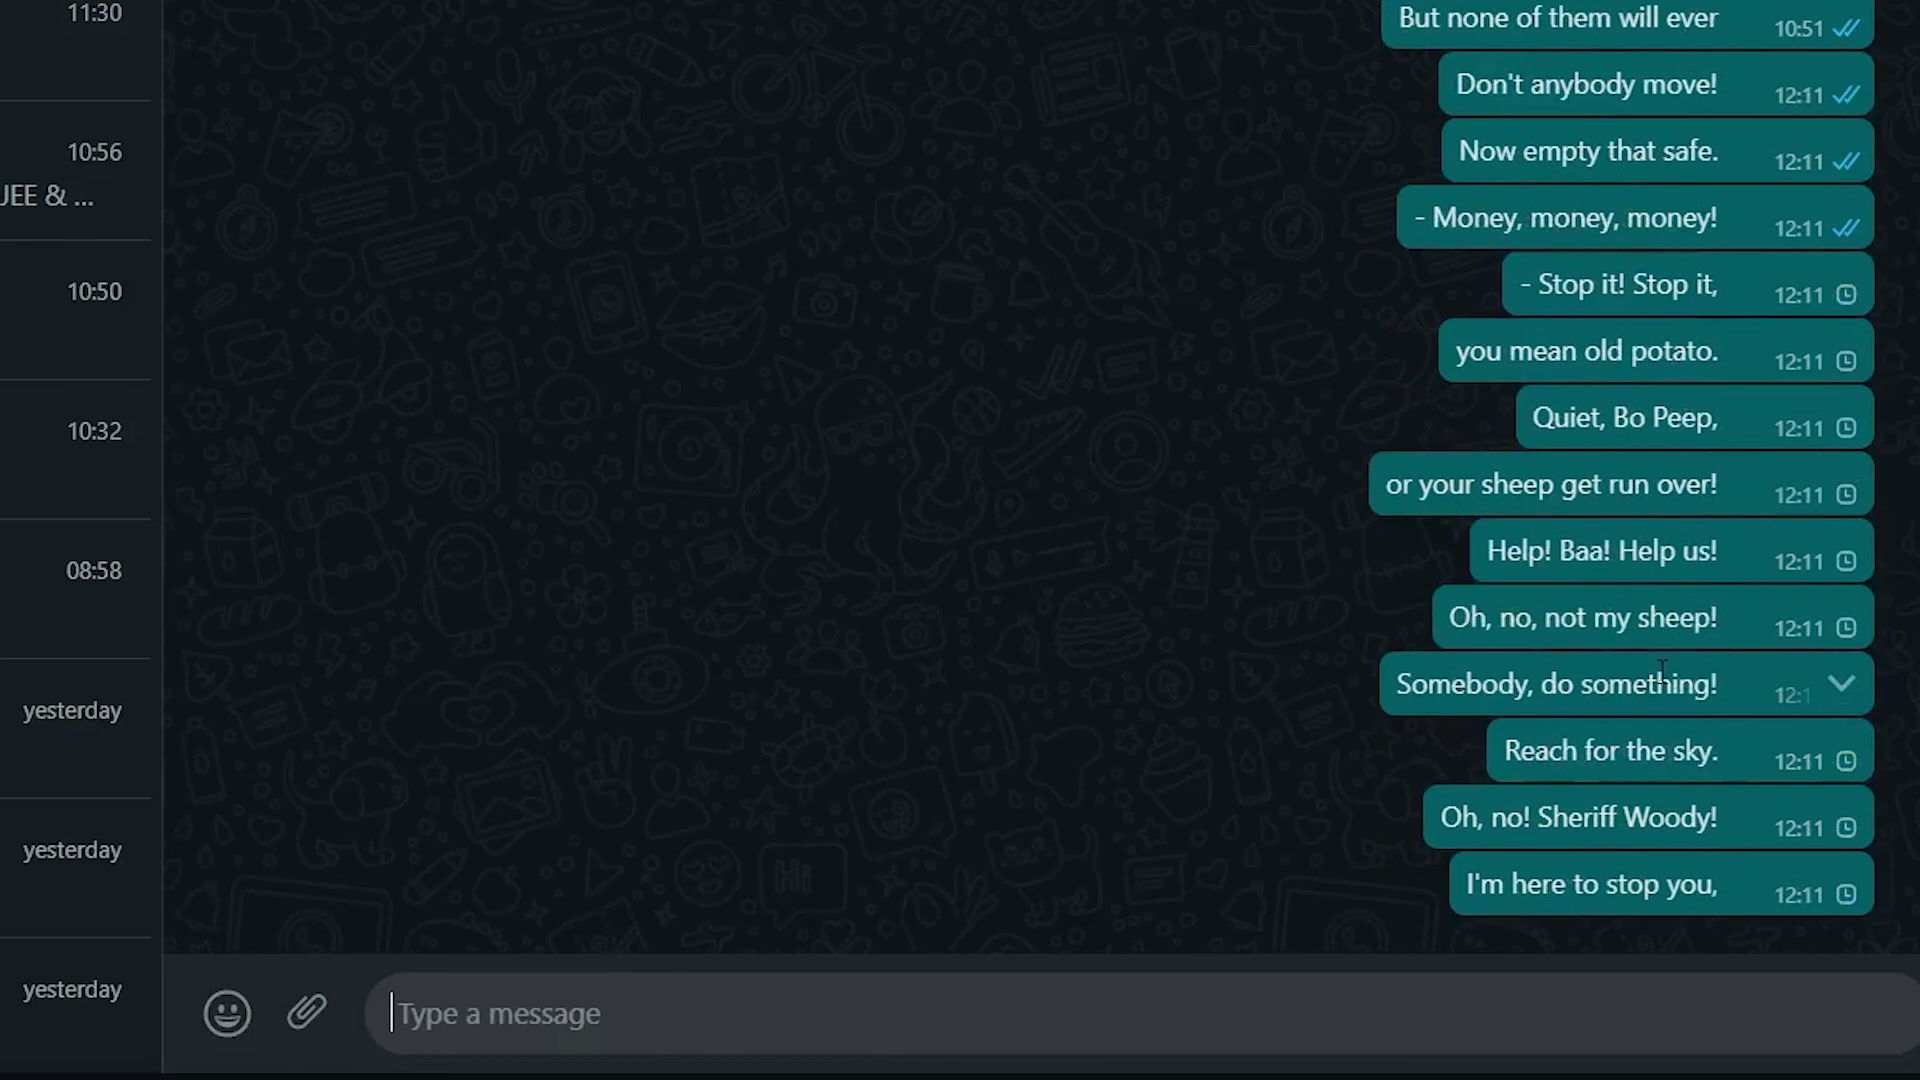 11:30
10:56
JEE & ...
10:50
10:32
08:58
yesterday
yesterday
yesterday
But none of them will ever 10:51
Don't anybody move! 12:11
Now empty that safe. 12:11
- Money, money, money! 12:11
- Stop it! Stop it, 12:11
you mean old potato. 12:11
Quiet, Bo Peep, 12:11
or your sheep get run over! 12:11
Help! Baa! Help us! 12:11
Oh, no, not my sheep! 12:11
Somebody, do something! 12:1
Reach for the sky. 12:11
Oh, no! Sheriff Woody! 12:11
I'm here to stop you, 12:11
Type a message